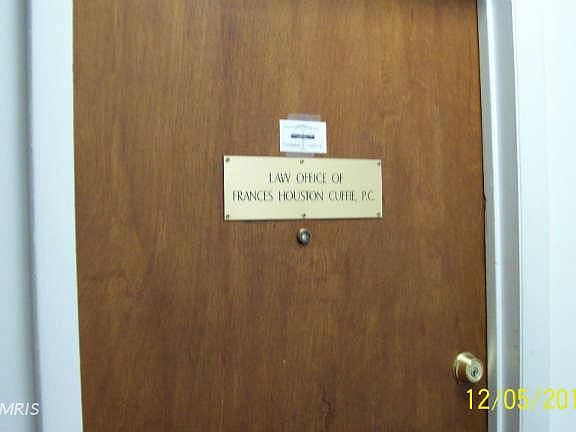 LAW OFFICE OF
FRANCES HOUSTON CUFFIE, P.C.
12/05/201
MRIS